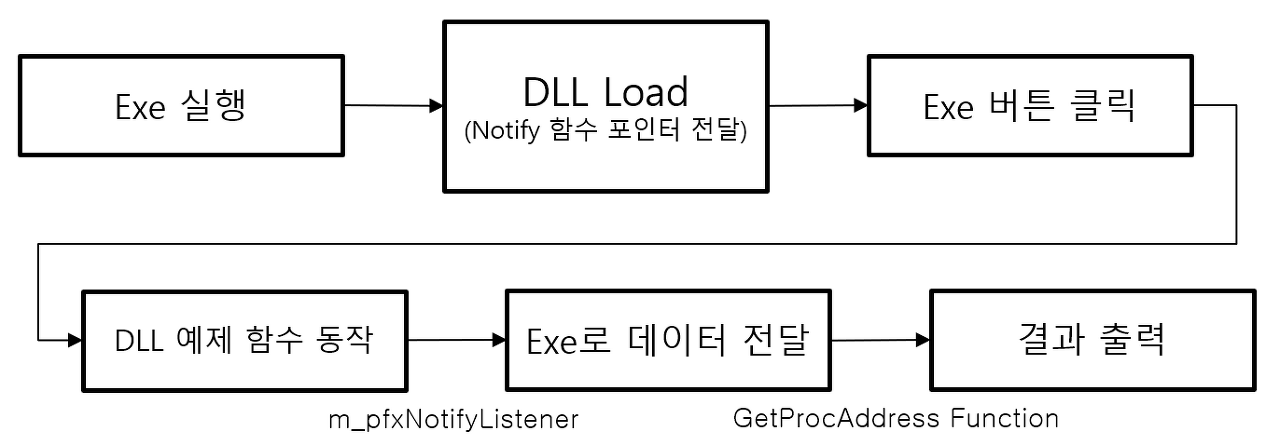 Exe 실행
DLL Load
(Notify 함수 포인터 전달)
Exe 버튼 클릭
DLL 예제 함수 동작
Exe로 데이터 전달
결과 출력
m_pfxNotifyListener
GetProcAddress Function